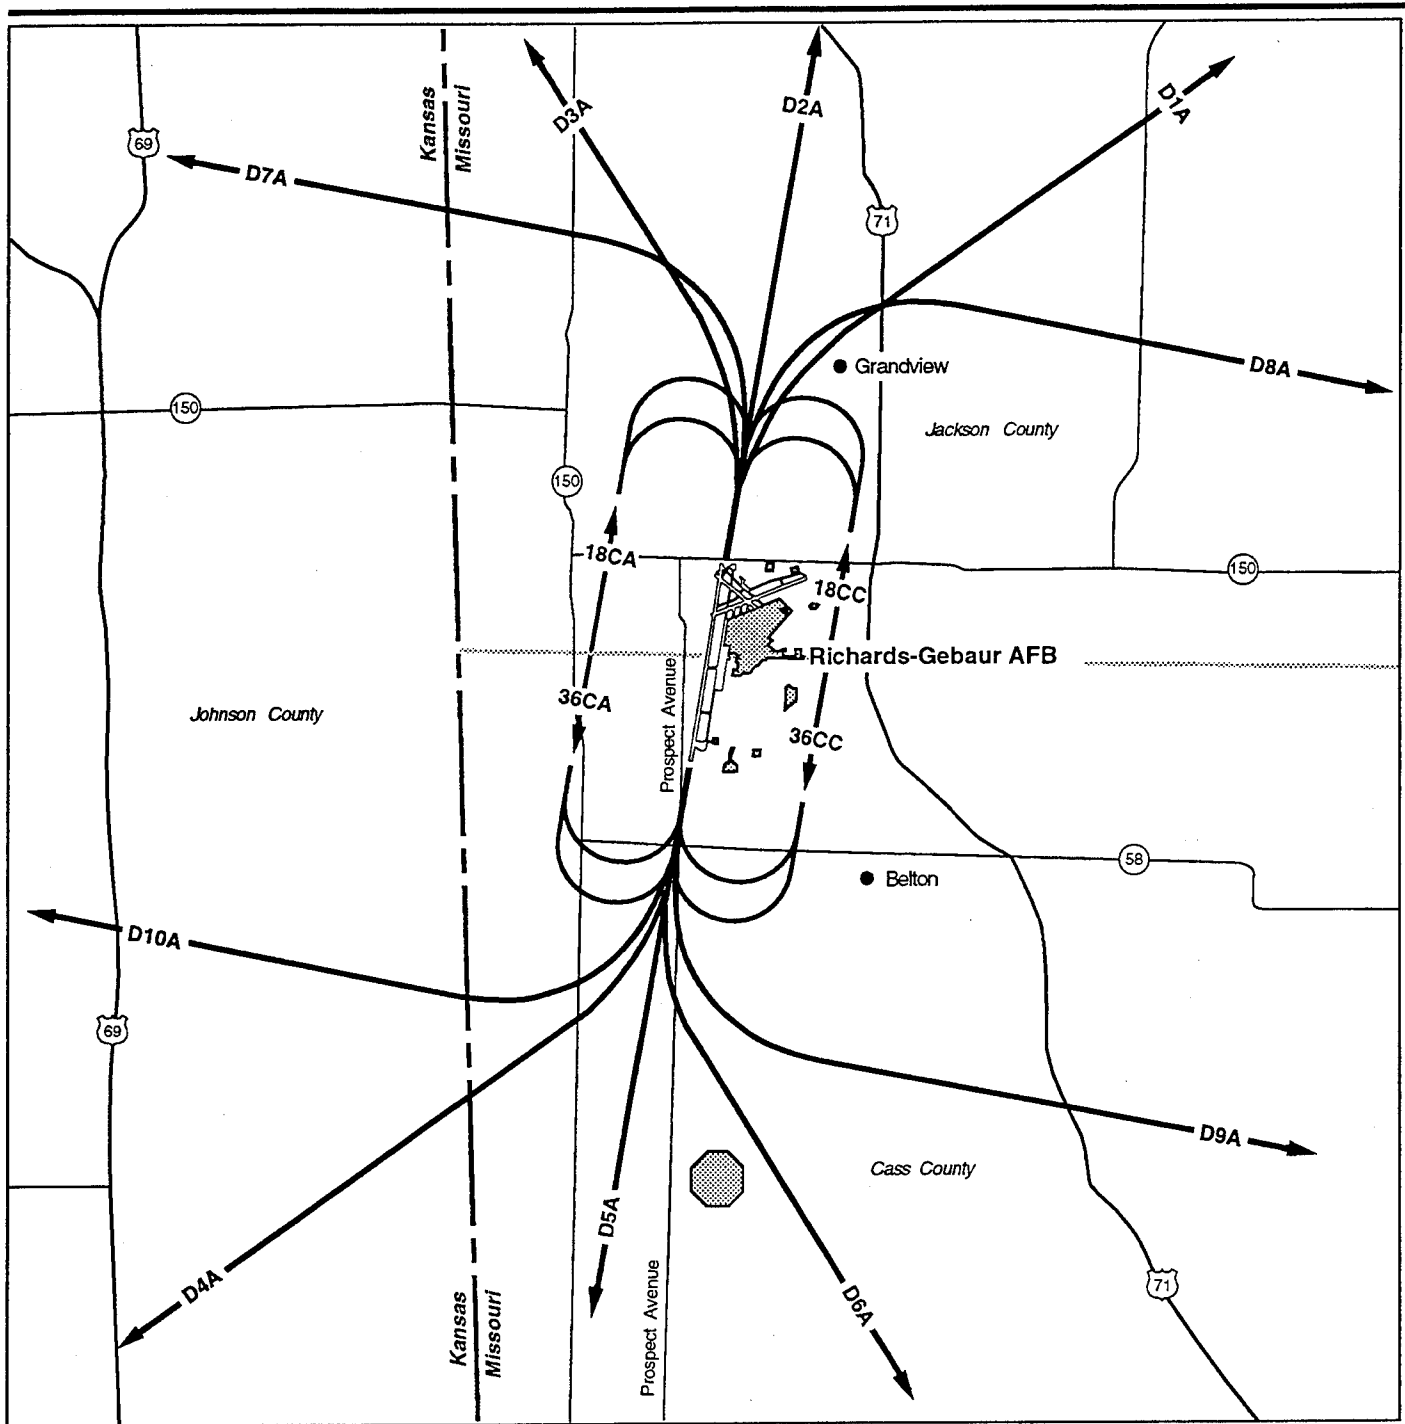 D3A
D2A
D1A
Kansas
Missouri
69
D7A
71
Grandview
D8A
150
Jackson County
150
18CA
150
18CC
Richards-Gebaur AFB
Prospect Avenue
36CA
Johnson County
36CC
58
Belton
D10A
69
D9A
Cass County
D5A
D4A
71
D6A
Kansas
Missouri
Prospect Avenue